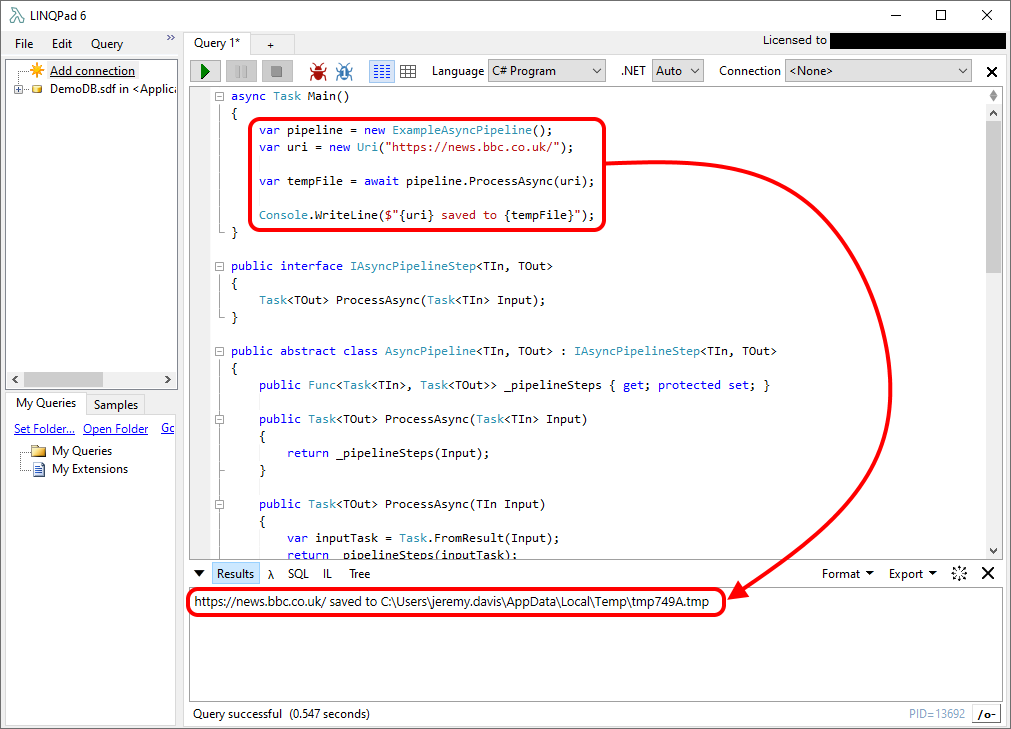 LINQPad 6
File Edit Query »
Query 1* +
Licensed to
Add connection
DemoDB.sdf in <Applica
Language C# Program .NET Auto Connection <None>
async Task Main()
{
var pipeline = new ExampleAsyncPipeline();
var uri = new Uri("https://news.bbc.co.uk/");
var tempFile = await pipeline.ProcessAsync(uri);
Console.WriteLine($"{uri} saved to {tempFile}");
}
public interface IAsyncPipelineStep<TIn, TOut>
{
Task<TOut> ProcessAsync(Task<TIn> Input);
}
public abstract class AsyncPipeline<TIn, TOut> : IAsyncPipelineStep<TIn, TOut>
{
public Func<Task<TIn>, Task<TOut>> _pipelineSteps { get; protected set; }
public Task<TOut> ProcessAsync(Task<TIn> Input)
{
return _pipelineSteps(Input);
}
public Task<TOut> ProcessAsync(TIn Input)
{
var inputTask = Task.FromResult(Input);
return _pipelineSteps(inputTask);
My Queries Samples
Set Folder... Open Folder Go
My Queries
My Extensions
Results λ SQL IL Tree Format Export
https://news.bbc.co.uk/ saved to C:\Users\jeremy.davis\AppData\Local\Temp\tmp749A.tmp
Query successful (0.547 seconds) PID=13692 /o-